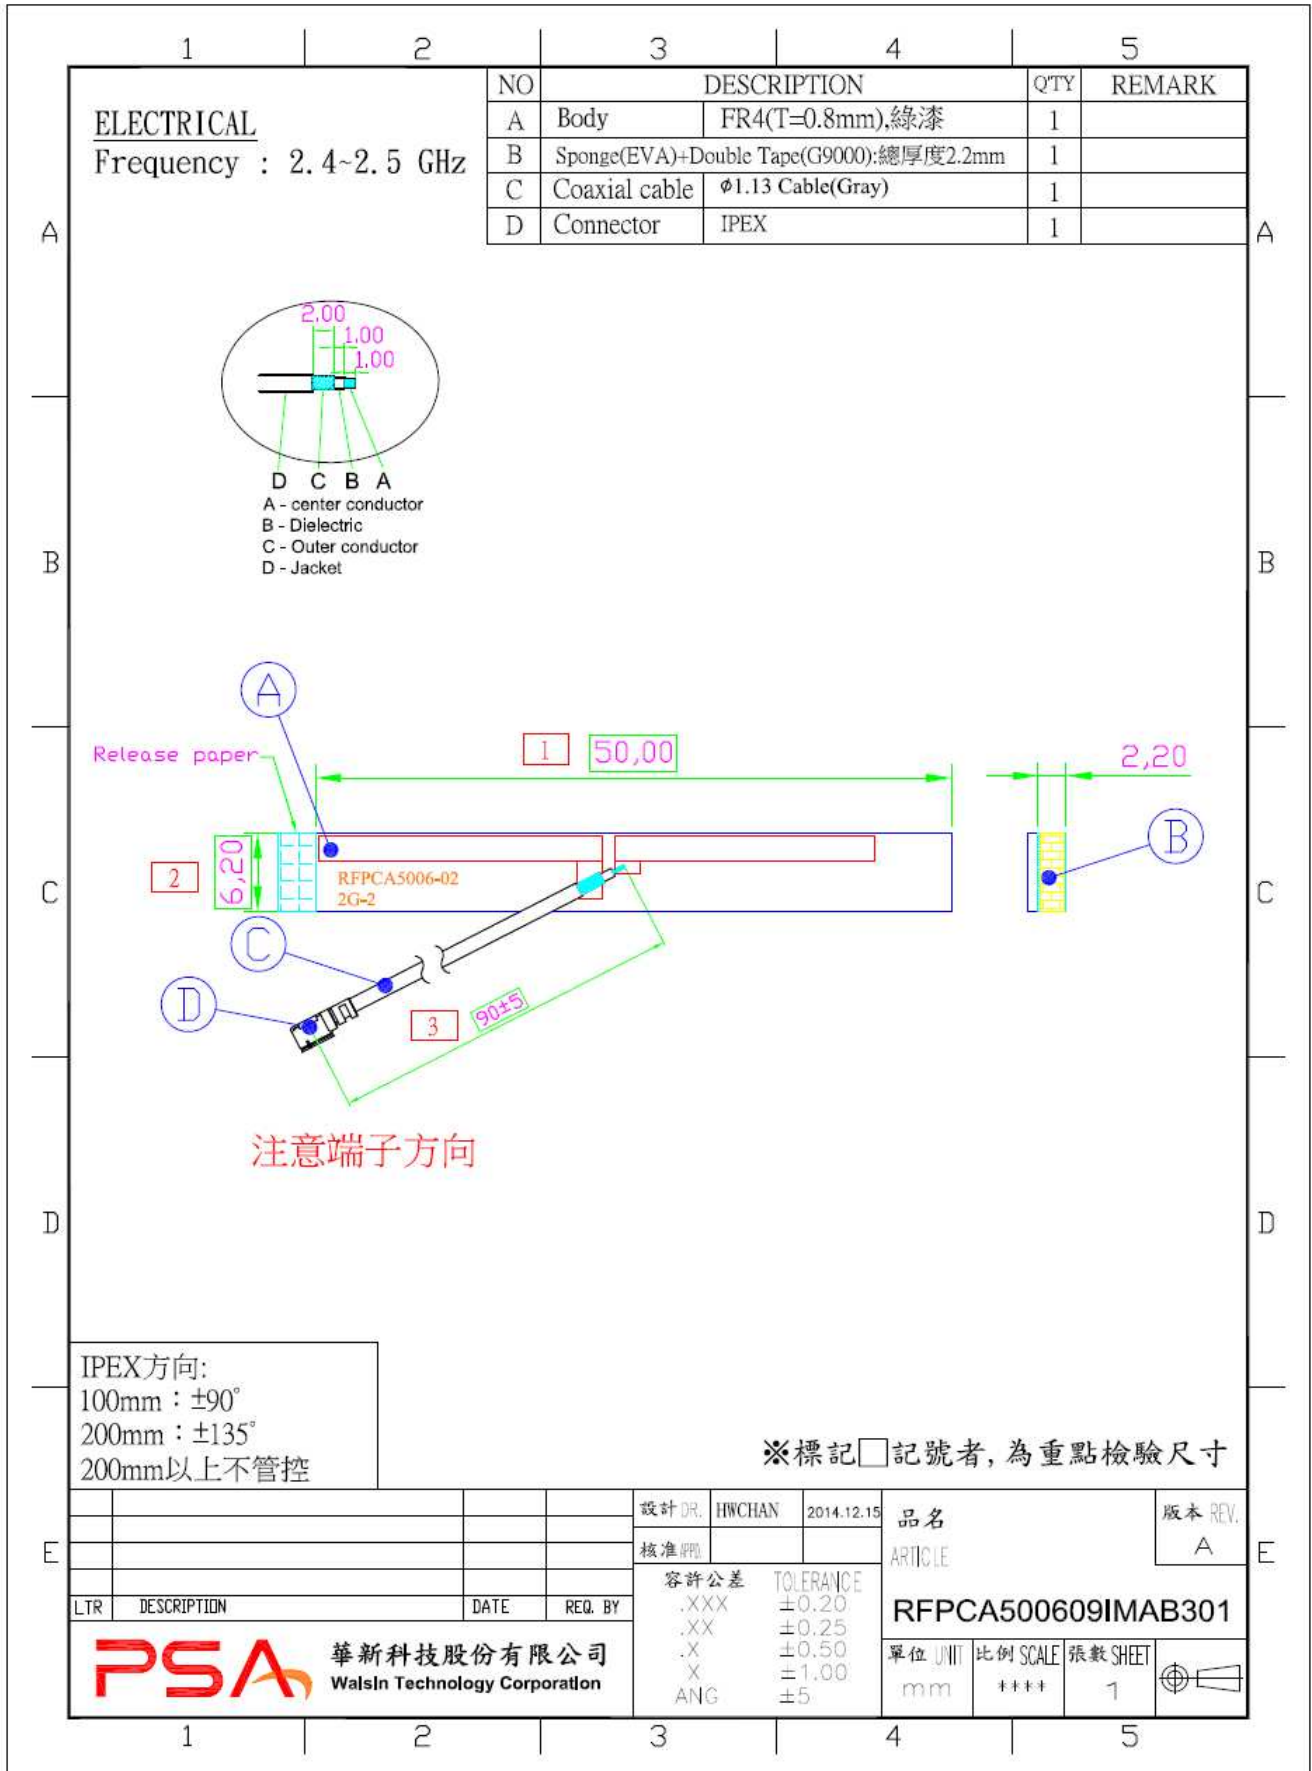 1 2 3 4 5
NO DESCRIPTION Q'TY REMARK
A Body FR4(T=0.8mm),綠漆 1
B Sponge(EVA)+Double Tape(G9000):總厚度2.2mm 1
C Coaxial cable ϕ1.13 Cable(Gray) 1
D Connector IPEX 1
ELECTRICAL
Frequency : 2.4~2.5 GHz
A A
2.00
1.00
1.00
D C B A
A - center conductor
B - Dielectric
C - Outer conductor
D - Jacket
B B
A
Release paper
1 50,00
2,20
B
2 6,20
RFPCA5006-02
2G-2
C C
C
D
3 90±5
注意端子方向
D D
IPEX方向:
100mm：±90°
200mm：±135°
200mm以上不管控
※標記□記號者, 為重點檢驗尺寸
設計 DR. HWCHAN 2014.12.15
核准 APPD.
品名
ARTICLE
版本 REV.
A
E E
LTR DESCRIPTION DATE REQ. BY
容許公差 TOLERANCE
.XXX ±0.20
.XX ±0.25
.X ±0.50
X ±1.00
ANG ±5
RFPCA500609IMAB301
單位 UNIT 比例 SCALE 張數 SHEET
mm **** 1
PSA 華新科技股份有限公司
Walsin Technology Corporation
1 2 3 4 5